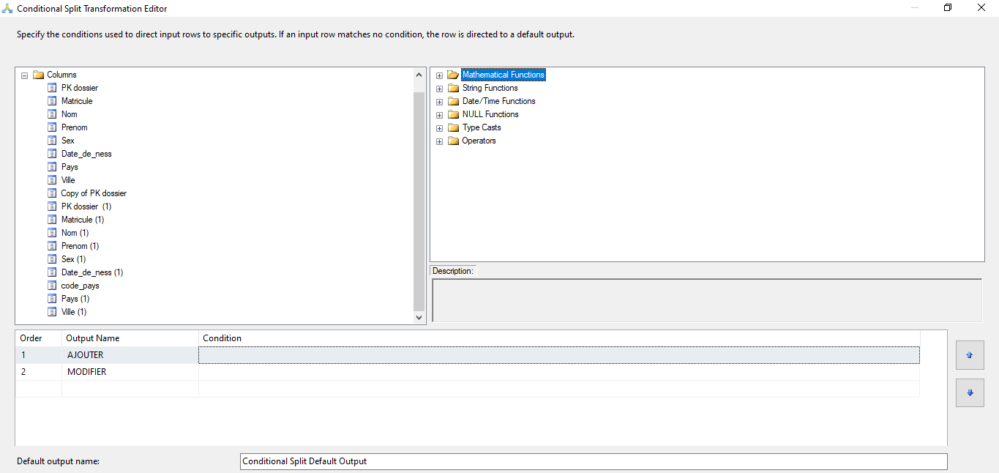 Conditional Split Transformation Editor
Specify the conditions used to direct input rows to specific outputs. If an input row matches no condition, the row is directed to a default output.
Columns
PK dossier
Matricule
Nom
Prenom
Sex
Date_de_ness
Pays
Ville
Copy of PK dossier
PK dossier (1)
Matricule (1)
Nom (1)
Prenom (1)
Sex (1)
Date_de_ness (1)
code_pays
Pays (1)
Ville (1)
Mathematical Functions
String Functions
Date/Time Functions
NULL Functions
Type Casts
Operators
Description:
Order Output Name Condition
1 AJOUTER
2 MODIFIER
Default output name: Conditional Split Default Output